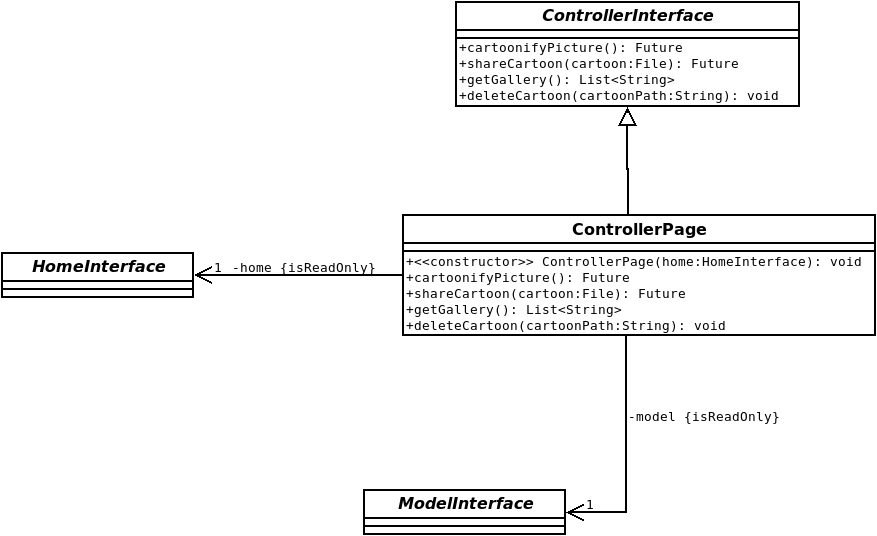 ControllerInterface
+cartoonifyPicture(): Future
+shareCartoon(cartoon:File): Future
+getGallery(): List<String>
+deleteCartoon(cartoonPath:String): void
ControllerPage
+<<constructor>> ControllerPage(home:HomeInterface): void
+cartoonifyPicture(): Future
+shareCartoon(cartoon:File): Future
+getGallery(): List<String>
+deleteCartoon(cartoonPath:String): void
HomeInterface
1 -home {isReadOnly}
-model {isReadOnly}
1
ModelInterface